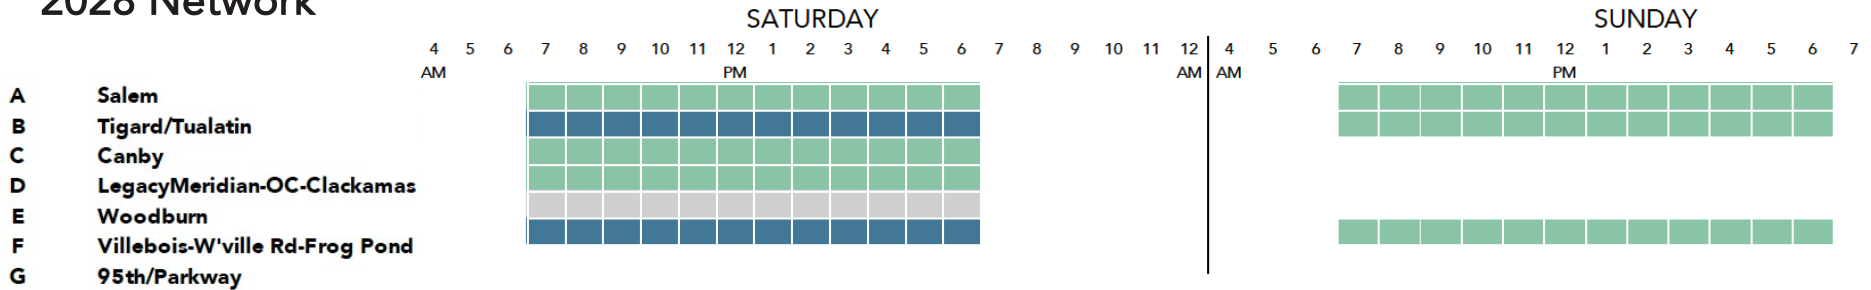 2028 Network
SATURDAY SUNDAY
4 5 6 7 8 9 10 11 12 1 2 3 4 5 6 7 8 9 10 11 12 4 5 6 7 8 9 10 11 12 1 2 3 4 5 6 7
AM PM AM AM PM
A Salem
B Tigard/Tualatin
C Canby
D LegacyMeridian-OC-Clackamas
E Woodburn
F Villebois-W'ville Rd-Frog Pond
G 95th/Parkway